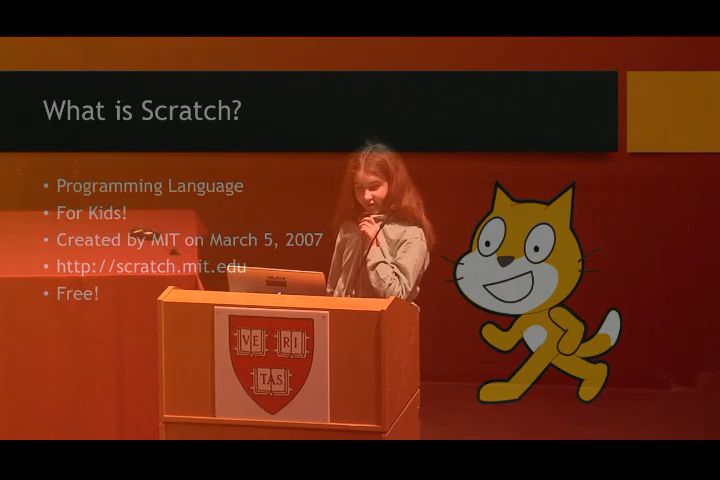 What is Scratch?
• Programming Language
• For Kids!
• Created by MIT on March 5, 2007
• http://scratch.mit.edu
• Free!
VE RI
TAS